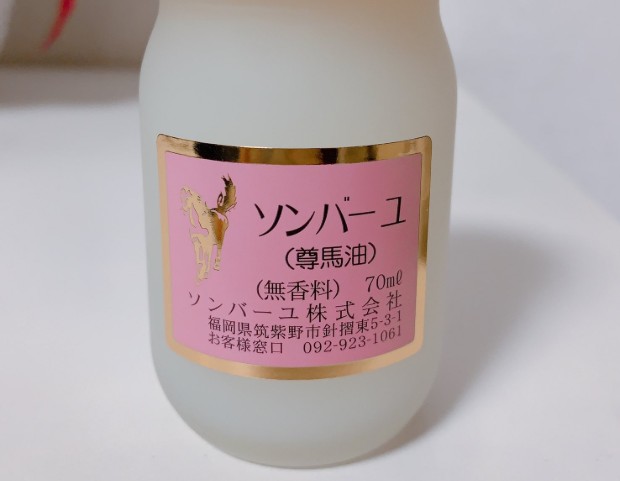 ソンバーユ
(尊馬油)
(無香料) 70mℓ
ソンバーユ株式会社
福岡県筑紫野市針摺東5-3-1
お客様窓口 092-923-1061